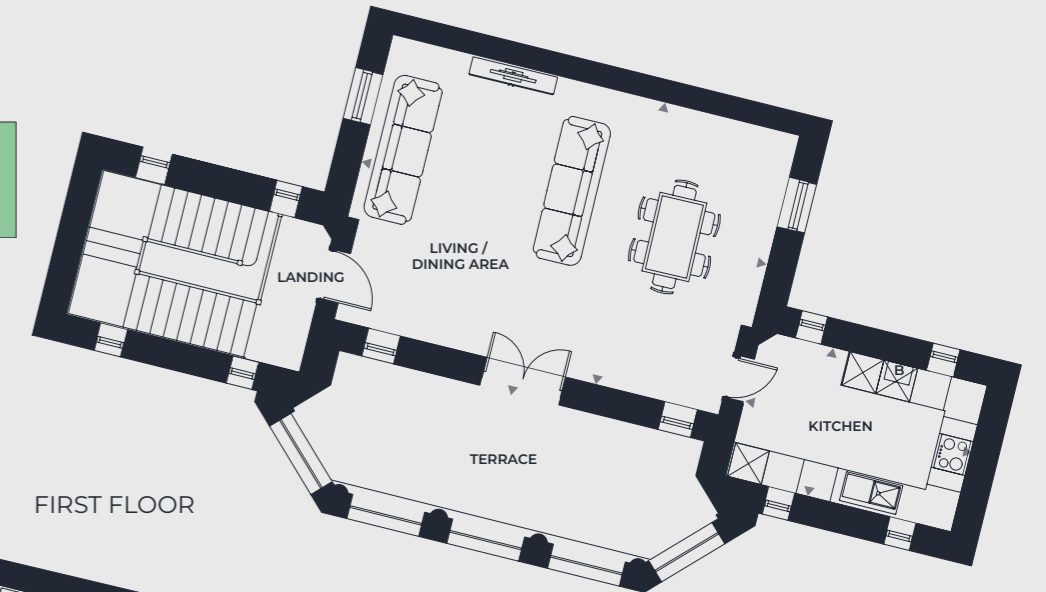 LIVING /
DINING AREA
LANDING
B
KITCHEN
TERRACE
FIRST FLOOR